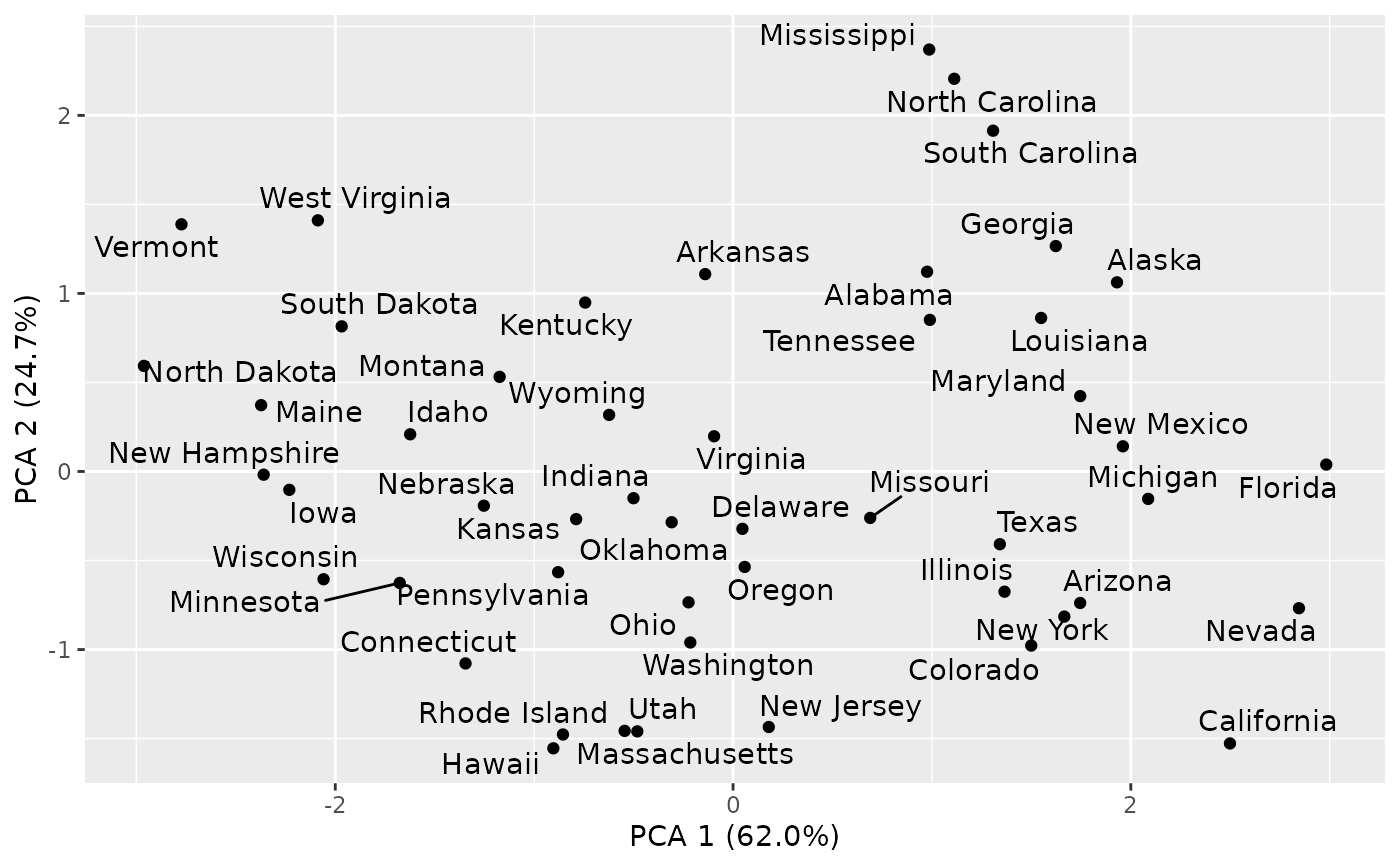 Mississippi
North Carolina
South Carolina
West Virginia
Georgia
Vermont
Arkansas
Alaska
Alabama
South Dakota
Kentucky
Tennessee
Louisiana
Montana
North Dakota
Maryland
Wyoming
Maine
Idaho
New Mexico
New Hampshire
Virginia
Indiana
Michigan
Missouri
Nebraska
Florida
Delaware
Iowa
Texas
Kansas
Oklahoma
Wisconsin
Illinois
Arizona
Oregon
Pennsylvania
Minnesota
Ohio
New York
Nevada
Connecticut
Washington
Colorado
New Jersey
Utah
Rhode Island
California
Massachusetts
Hawaii
2
1
0
-1
-2
0
2
PCA 1 (62.0%)
PCA 2 (24.7%)